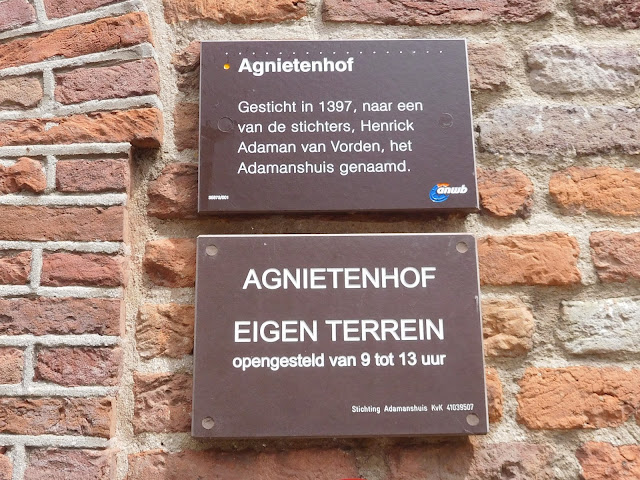 Agnietenhof
Gesticht in 1397, naar een
van de stichters, Henrick
Adaman van Vorden, het
Adamanshuis genaamd.
anwb
AGNIETENHOF
EIGEN TERREIN
opengesteld van 9 tot 13 uur
Stichting Adamanshuis KvK 41039507